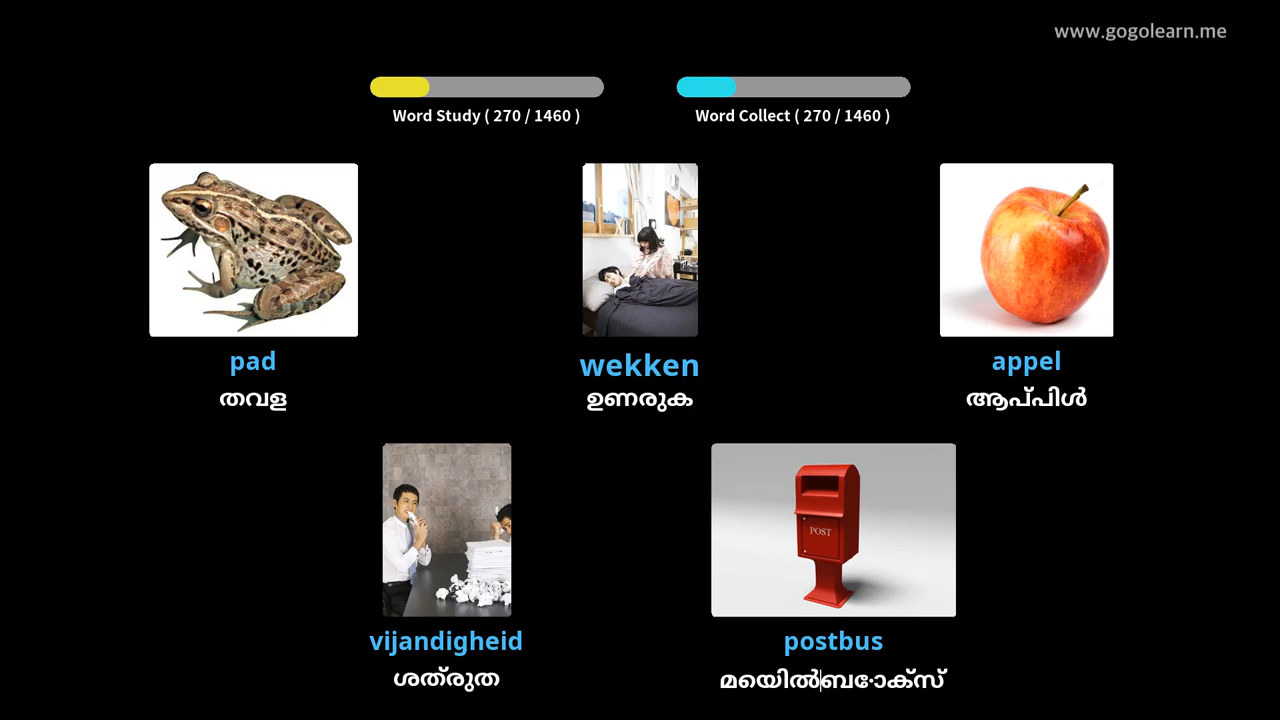 www.gogolearn.me
Word Study ( 270 / 1460 )
Word Collect ( 270 / 1460 )
pad
തവള
wekken
ഉണരുക
appel
ആപ്പിൾ
POST
vijandigheid
ശത്രുത
postbus
മയെിൽബ‌ോക്സ്